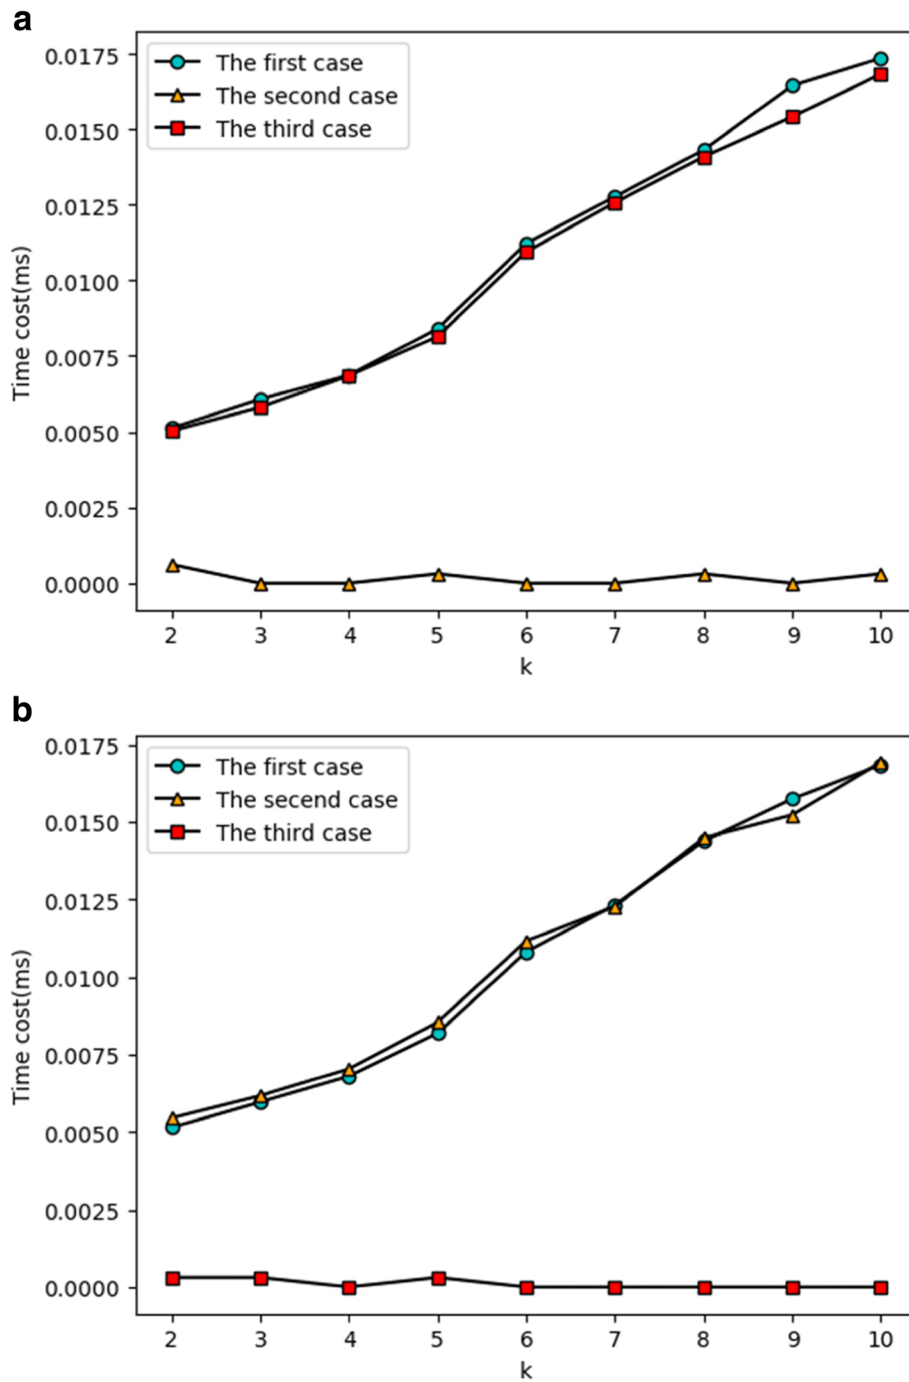 a
0.0175
0.0150
0.0125
0.0100
0.0075
0.0050
0.0025
0.0000
Time cost(ms)
The first case
The second case
The third case
2 3 4 5 6 7 8 9 10
k
b
0.0175
0.0150
0.0125
0.0100
0.0075
0.0050
0.0025
0.0000
Time cost(ms)
The first case
The secend case
The third case
2 3 4 5 6 7 8 9 10
k